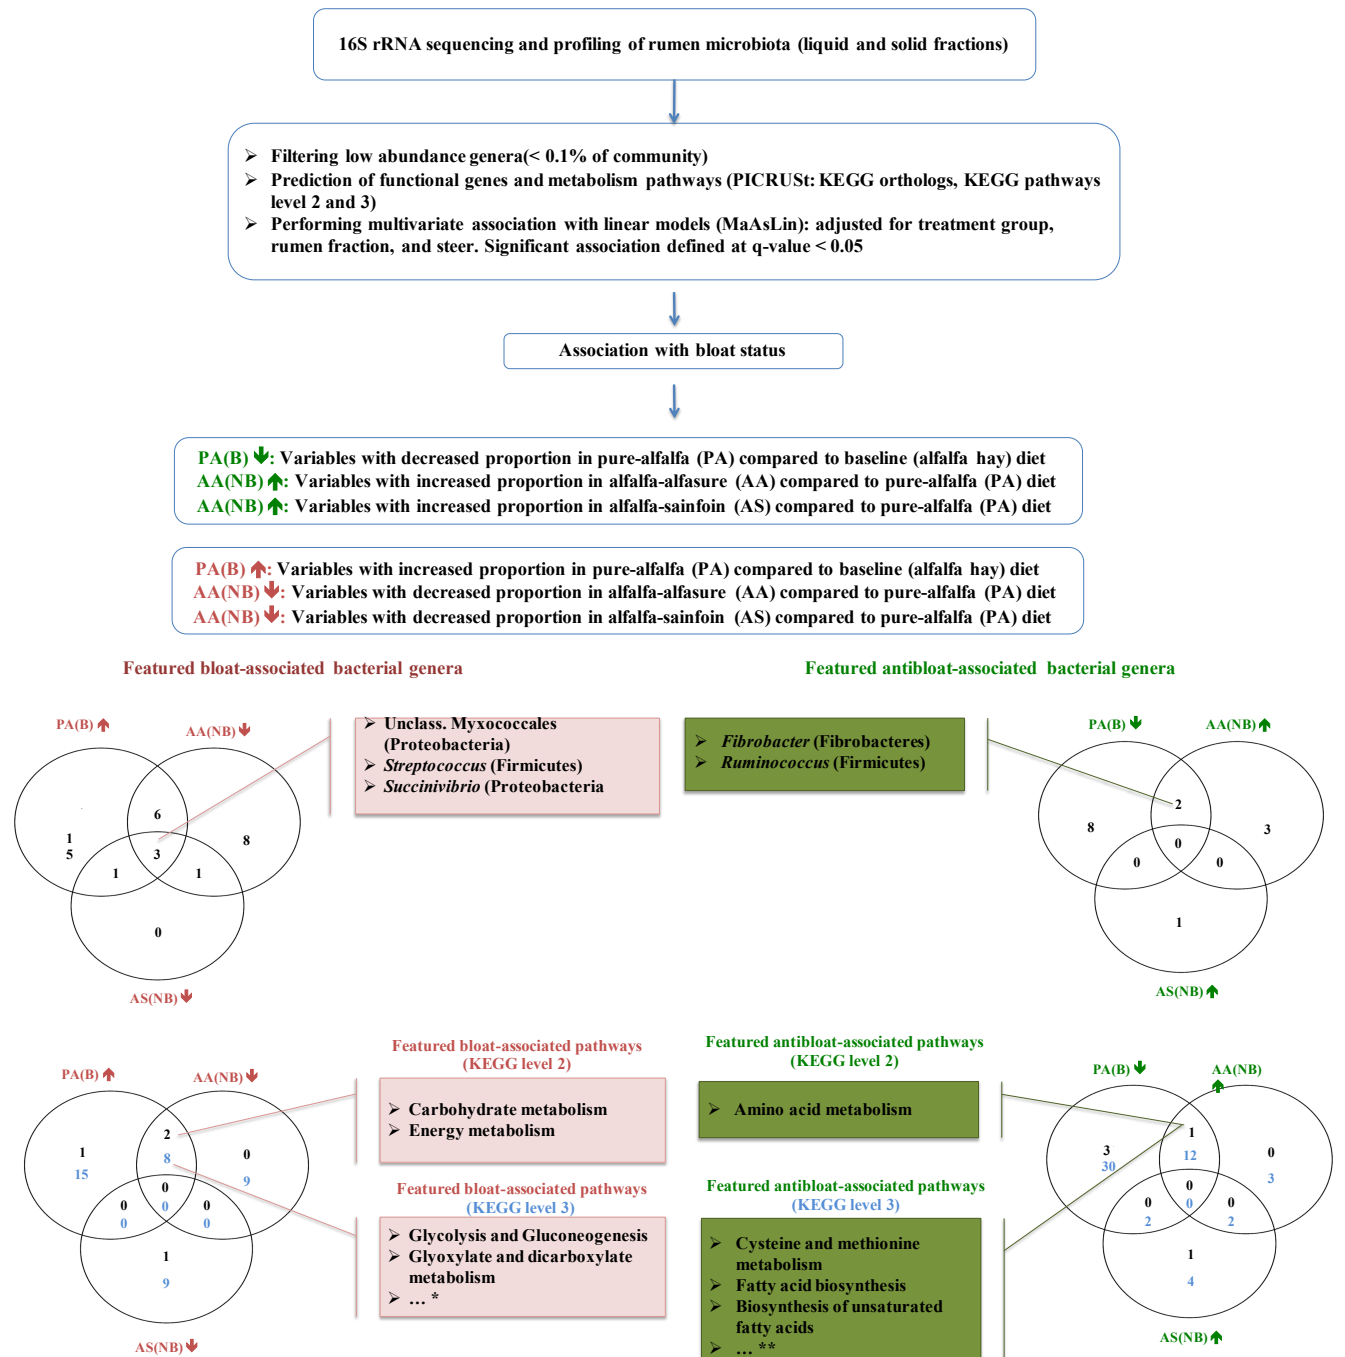 16S rRNA sequencing and profiling of rumen microbiota (liquid and solid fractions)
➢ Filtering low abundance genera(< 0.1% of community)
➢ Prediction of functional genes and metabolism pathways (PICRUSt: KEGG orthologs, KEGG pathways
level 2 and 3)
➢ Performing multivariate association with linear models (MaAsLin): adjusted for treatment group,
rumen fraction, and steer. Significant association defined at q-value < 0.05
Association with bloat status
PA(B) 🡇: Variables with decreased proportion in pure-alfalfa (PA) compared to baseline (alfalfa hay) diet
AA(NB) 🡅: Variables with increased proportion in alfalfa-alfasure (AA) compared to pure-alfalfa (PA) diet
AA(NB) 🡅: Variables with increased proportion in alfalfa-sainfoin (AS) compared to pure-alfalfa (PA) diet
PA(B) 🡅: Variables with increased proportion in pure-alfalfa (PA) compared to baseline (alfalfa hay) diet
AA(NB) 🡇: Variables with decreased proportion in alfalfa-alfasure (AA) compared to pure-alfalfa (PA) diet
AA(NB) 🡇: Variables with decreased proportion in alfalfa-sainfoin (AS) compared to pure-alfalfa (PA) diet
Featured bloat-associated bacterial genera
PA(B) 🡅
AA(NB) 🡇
6
1
5
3
8
1
1
0
AS(NB) 🡇
➢ Unclass. Myxococcales
(Proteobacteria)
➢ Streptococcus (Firmicutes)
➢ Succinivibrio (Proteobacteria
Featured antibloat-associated bacterial genera
➢ Fibrobacter (Fibrobacteres)
➢ Ruminococcus (Firmicutes)
PA(B) 🡇
AA(NB) 🡅
2
8
3
0
0
0
1
AS(NB) 🡅
PA(B) 🡅
AA(NB) 🡇
2
1
0
8
15
9
0
0
0
0
0
0
1
9
AS(NB) 🡇
Featured bloat-associated pathways
(KEGG level 2)
➢ Carbohydrate metabolism
➢ Energy metabolism
Featured bloat-associated pathways
(KEGG level 3)
➢ Glycolysis and Gluconeogenesis
➢ Glyoxylate and dicarboxylate
metabolism
➢ … *
Featured antibloat-associated pathways
(KEGG level 2)
➢ Amino acid metabolism
Featured antibloat-associated pathways
(KEGG level 3)
➢ Cysteine and methionine
metabolism
➢ Fatty acid biosynthesis
➢ Biosynthesis of unsaturated
fatty acids
➢ … **
PA(B) 🡇
AA(NB)
🡅
1
3
0
12
30
3
0
0
0
0
2
2
1
4
AS(NB) 🡅